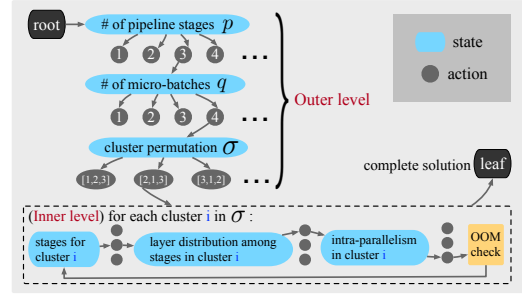 root
# of pipeline stages p
1 2 3 4 ...
# of micro-batches q
1 2 3 4 ...
cluster permutation σ
[1,2,3] [2,1,3] [3,1,2] ...
Outer level
state
action
complete solution leaf
(Inner level) for each cluster i in σ :
stages for
cluster i
layer distribution among
stages in cluster i
intra-parallelism
in cluster i
OOM
check